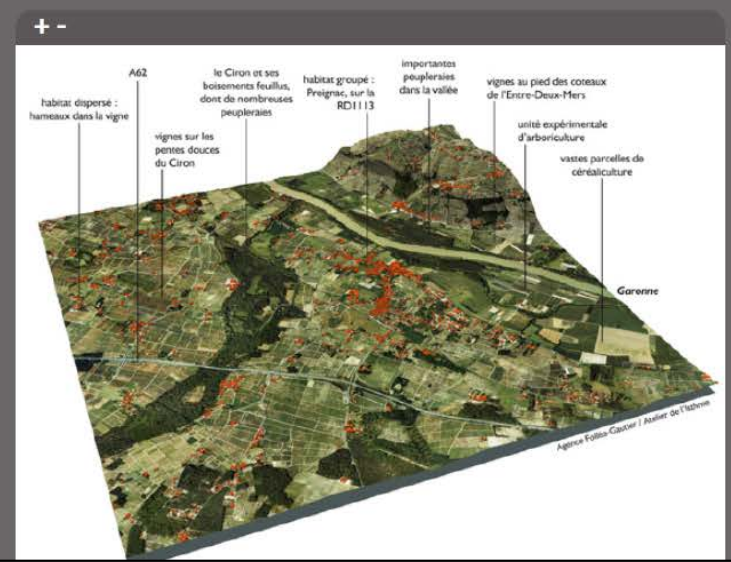 + -
A62
habitat dispersé :
hameaux dans la vigne
vignes sur les
pentes douces
du Ciron
le Ciron et ses
boisements feuillus,
dont de nombreuses
peupleraies
habitat groupé :
Preignac, sur la
RD1113
importantes
peupleraies
dans la vallée
vignes au pied des coteaux
de l'Entre-Deux-Mers
unité expérimentale
d'arboriculture
vastes parcelles de
céréaliculture
Garonne
Agence Folléa-Gautier / Atelier de l'Isthme